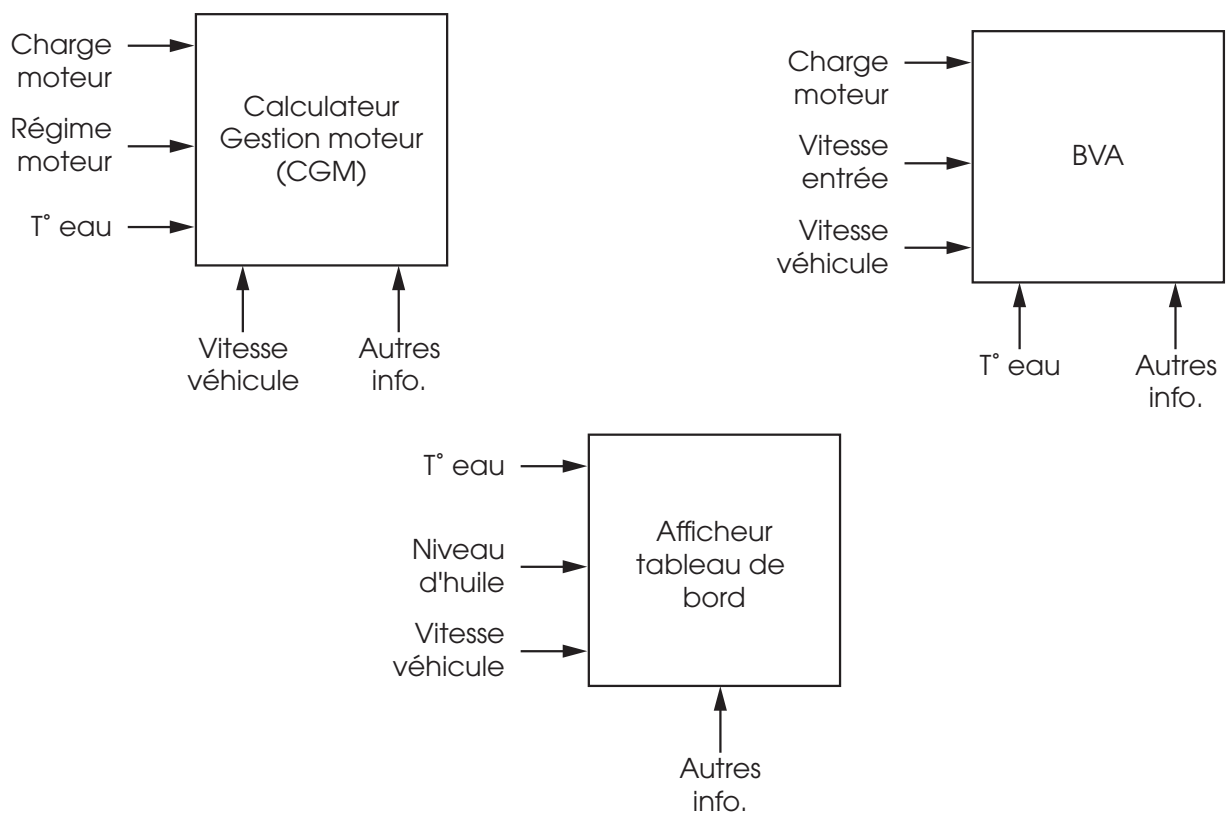 Charge
moteur
Régime
moteur
T° eau
Calculateur
Gestion moteur
(CGM)
Vitesse
véhicule
Autres
info.
Charge
moteur
Vitesse
entrée
Vitesse
véhicule
BVA
T° eau
Autres
info.
T° eau
Niveau
d'huile
Vitesse
véhicule
Afficheur
tableau de
bord
Autres
info.